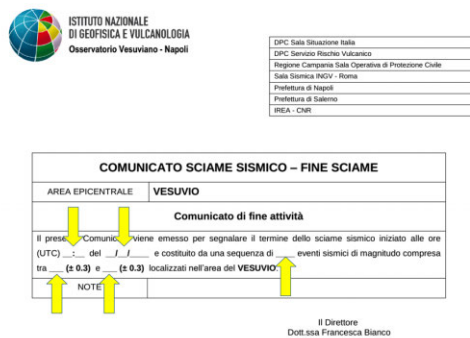 ISTITUTO NAZIONALE
DI GEOFISICA E VULCANOLOGIA
Osservatorio Vesuviano - Napoli
DPC Sala Situazione Italia
DPC Servizio Rischio Vulcanico
Regione Campania Sala Operativa di Protezione Civile
Sala Sismica INGV - Roma
Prefettura di Napoli
Prefettura di Salerno
IREA - CNR
COMUNICATO SCIAME SISMICO – FINE SCIAME
AREA EPICENTRALE VESUVIO
Comunicato di fine attività
Il Comunicato viene emesso per segnalare il termine dello sciame sismico iniziato alle ore
(UTC) __:__ del __/__/____ e costituito da una sequenza di ____ eventi sismici di magnitudo compresa
tra ___ (± 0.3) e ___ (± 0.3) localizzati nell'area del VESUVIO.
NOTE
Il Direttore
Dott.ssa Francesca Bianco